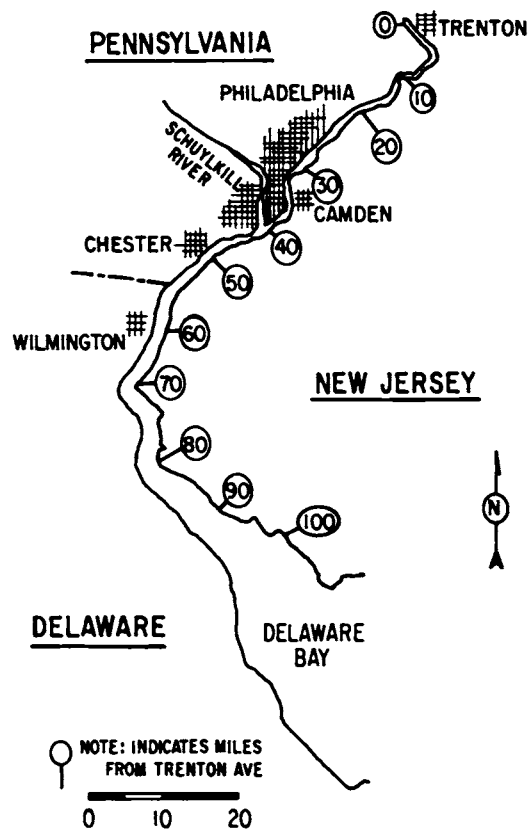 0
TRENTON
PENNSYLVANIA
10
PHILADELPHIA
20
SCHUYLKILL
RIVER
30
CAMDEN
CHESTER
40
50
WILMINGTON
60
70
NEW JERSEY
80
90
100
N
DELAWARE
DELAWARE
BAY
NOTE: INDICATES MILES
FROM TRENTON AVE
0 10 20